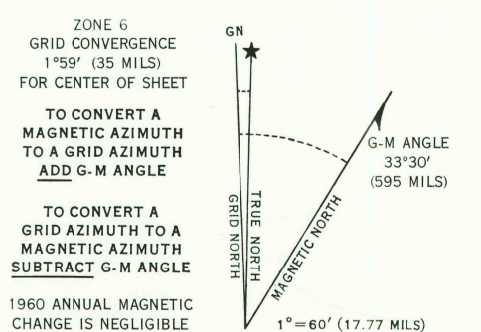 ZONE 6
GRID CONVERGENCE
1°59′ (35 MILS)
FOR CENTER OF SHEET
TO CONVERT A
MAGNETIC AZIMUTH
TO A GRID AZIMUTH
ADD G-M ANGLE
TO CONVERT A
GRID AZIMUTH TO A
MAGNETIC AZIMUTH
SUBTRACT G-M ANGLE
1960 ANNUAL MAGNETIC
CHANGE IS NEGLIGIBLE
GN
GRID NORTH
TRUE NORTH
MAGNETIC NORTH
G-M ANGLE
33°30′
(595 MILS)
1°=60′ (17.77 MILS)